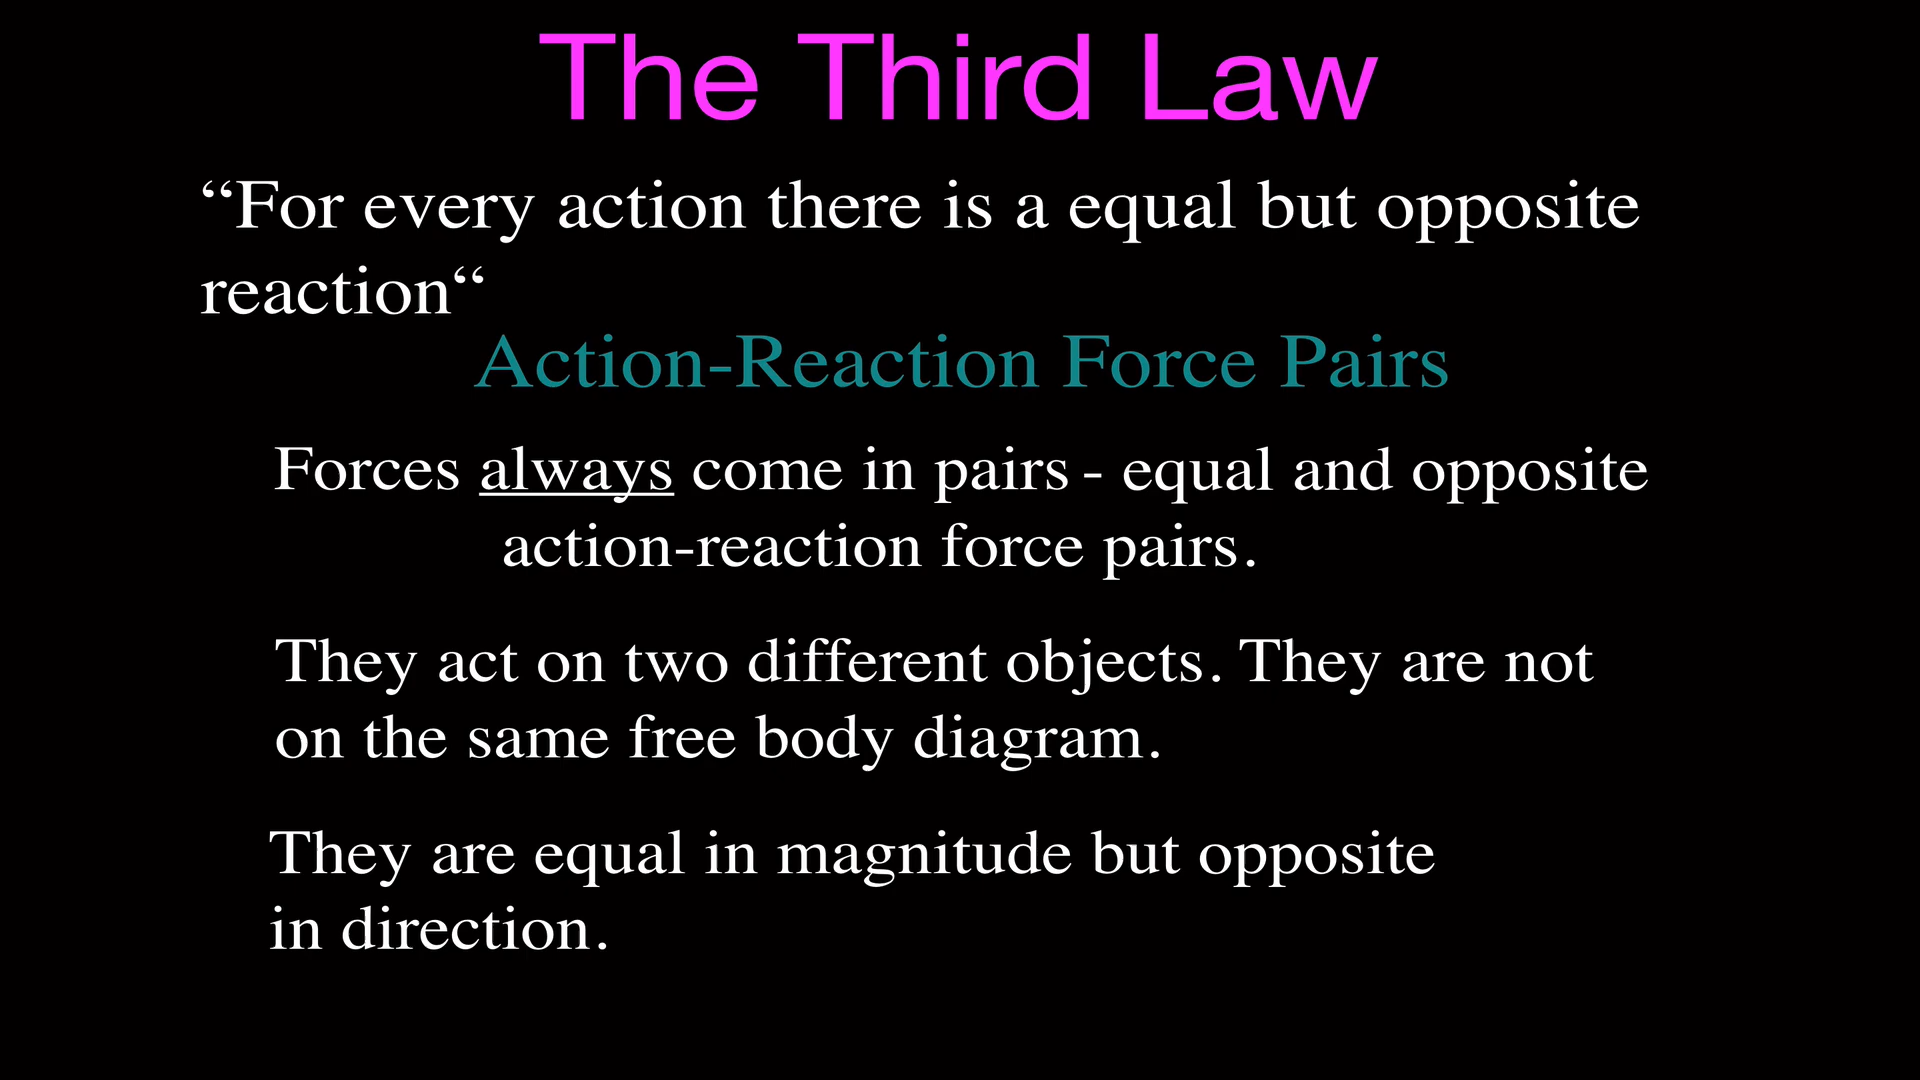 The Third Law
“For every action there is a equal but opposite
reaction“
Action-Reaction Force Pairs
Forces always come in pairs - equal and opposite
action-reaction force pairs.
They act on two different objects. They are not
on the same free body diagram.
They are equal in magnitude but opposite
in direction.